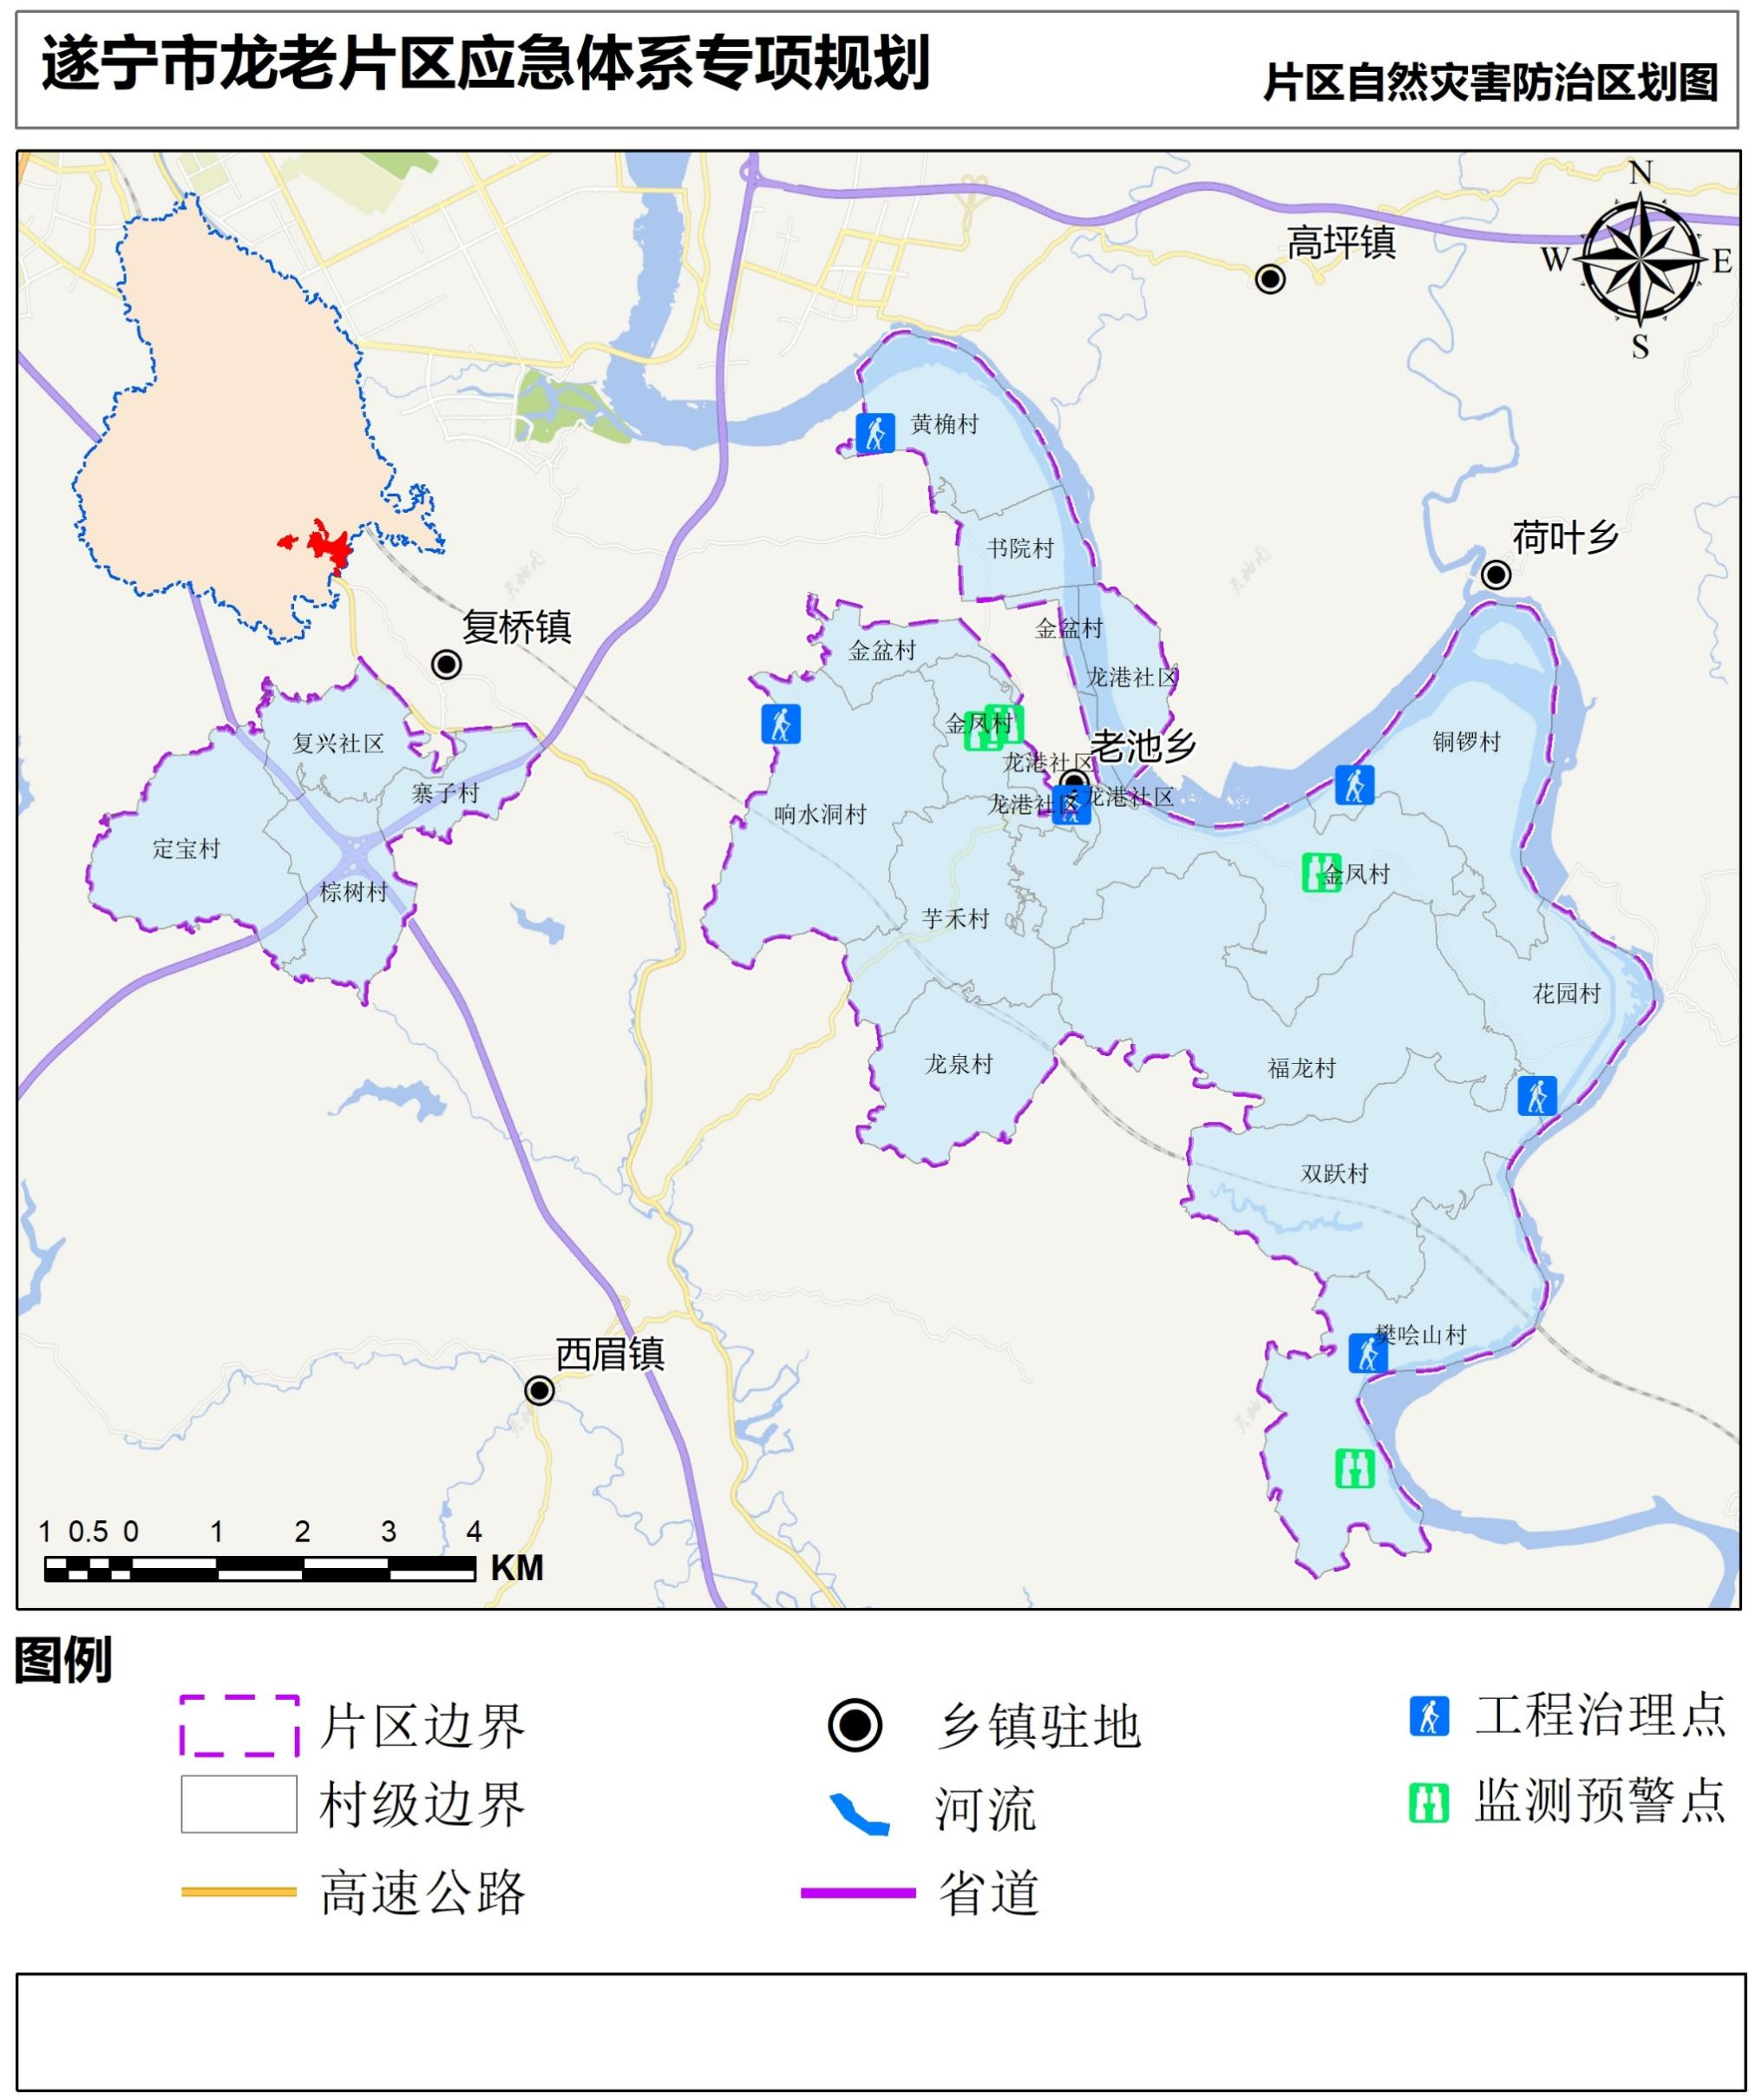 遂宁市龙老片区应急体系专项规划
片区自然灾害防治区划图
N
W
E
S
高坪镇
黄桷村
荷叶乡
书院村
复桥镇
金盆村
金盆村
龙港社区
金凤村
老池乡
铜锣村
复兴社区
龙港社区
寨子村
龙港社区
龙港社区
响水洞村
定宝村
金凤村
棕树村
芋禾村
花园村
龙泉村
福龙村
双跃村
樊哙山村
西眉镇
1 0.5 0 1 2 3 4
KM
图例
片区边界
乡镇驻地
工程治理点
村级边界
河流
监测预警点
高速公路
省道